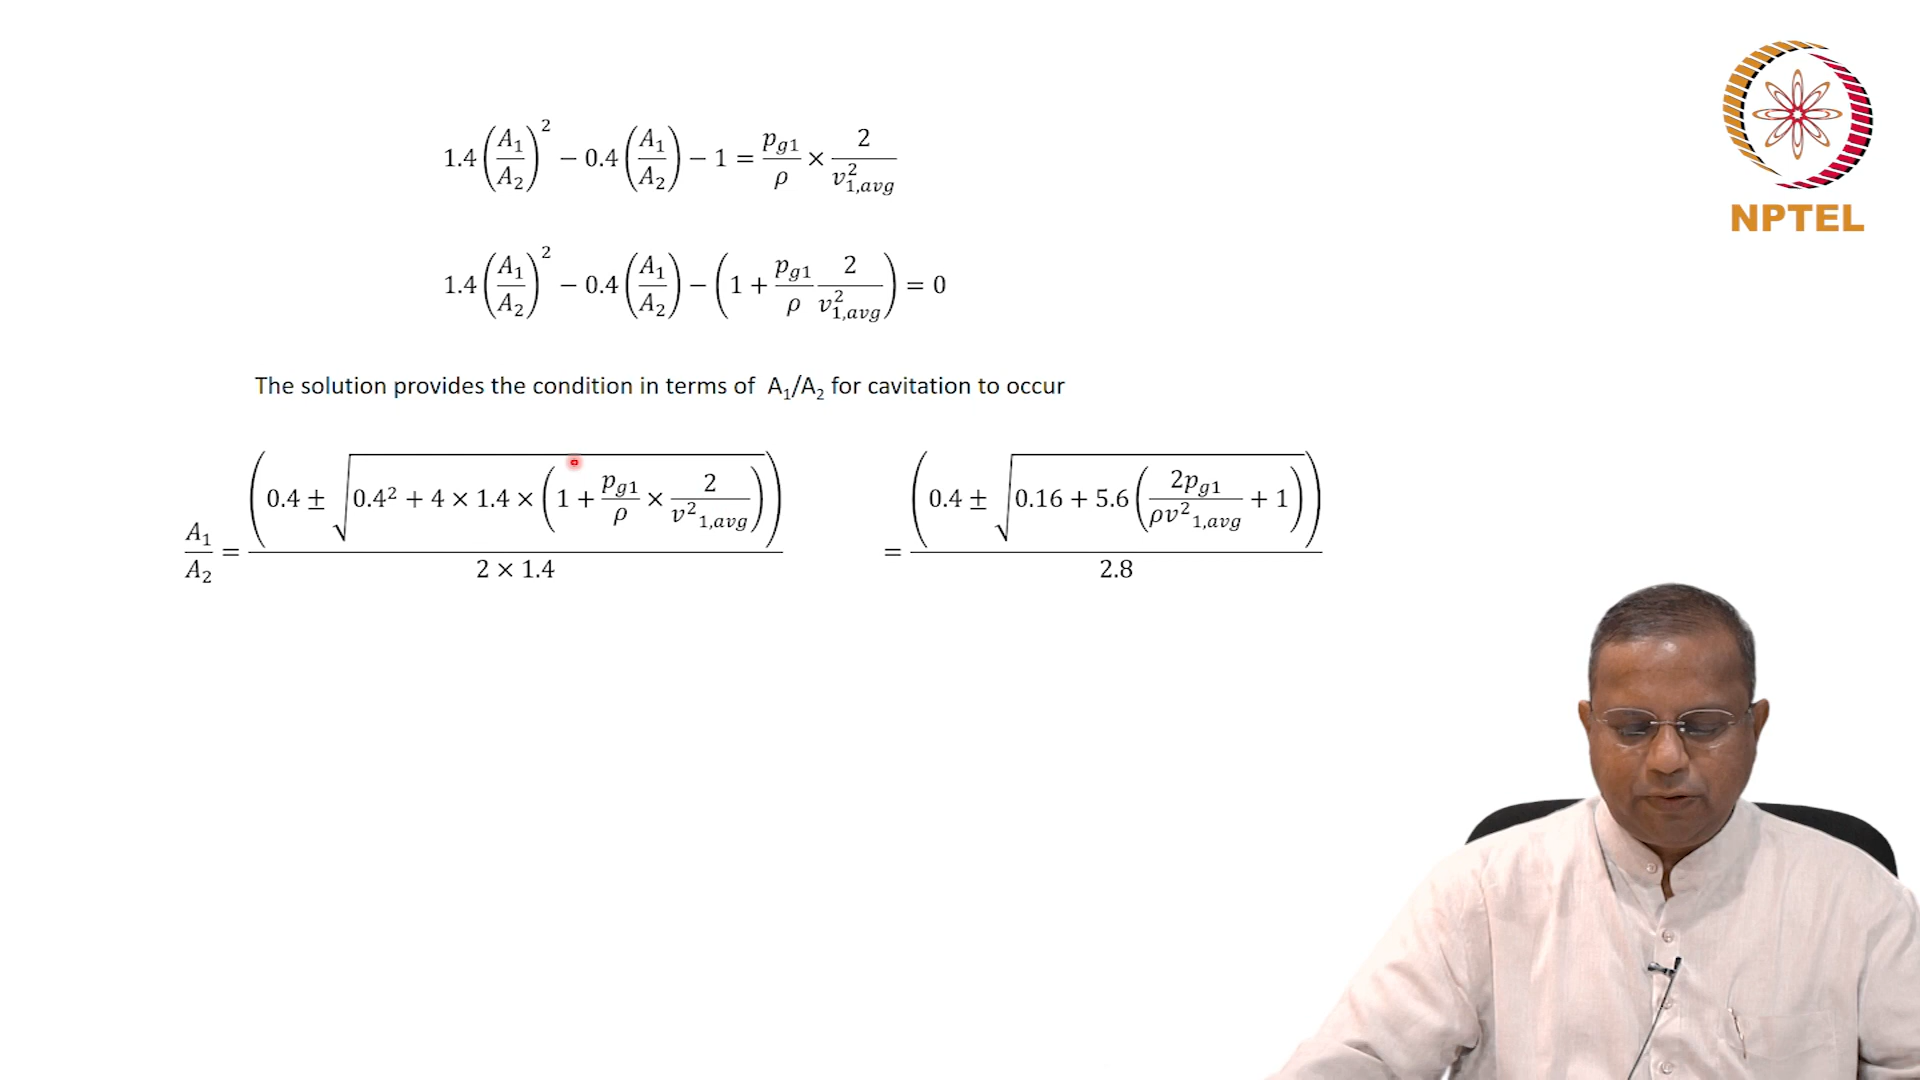 NPTEL
1.4(A₁/A₂)² − 0.4(A₁/A₂) − 1 = p_g1/ρ × 2/v²_1,avg
1.4(A₁/A₂)² − 0.4(A₁/A₂) − (1 + p_g1/ρ 2/v²_1,avg) = 0
The solution provides the condition in terms of A₁/A₂ for cavitation to occur
A₁/A₂ = (0.4 ± √(0.4² + 4 × 1.4 × (1 + p_g1/ρ × 2/v²_1,avg)))/(2 × 1.4) = (0.4 ± √(0.16 + 5.6(2p_g1/ρv²_1,avg + 1)))/2.8